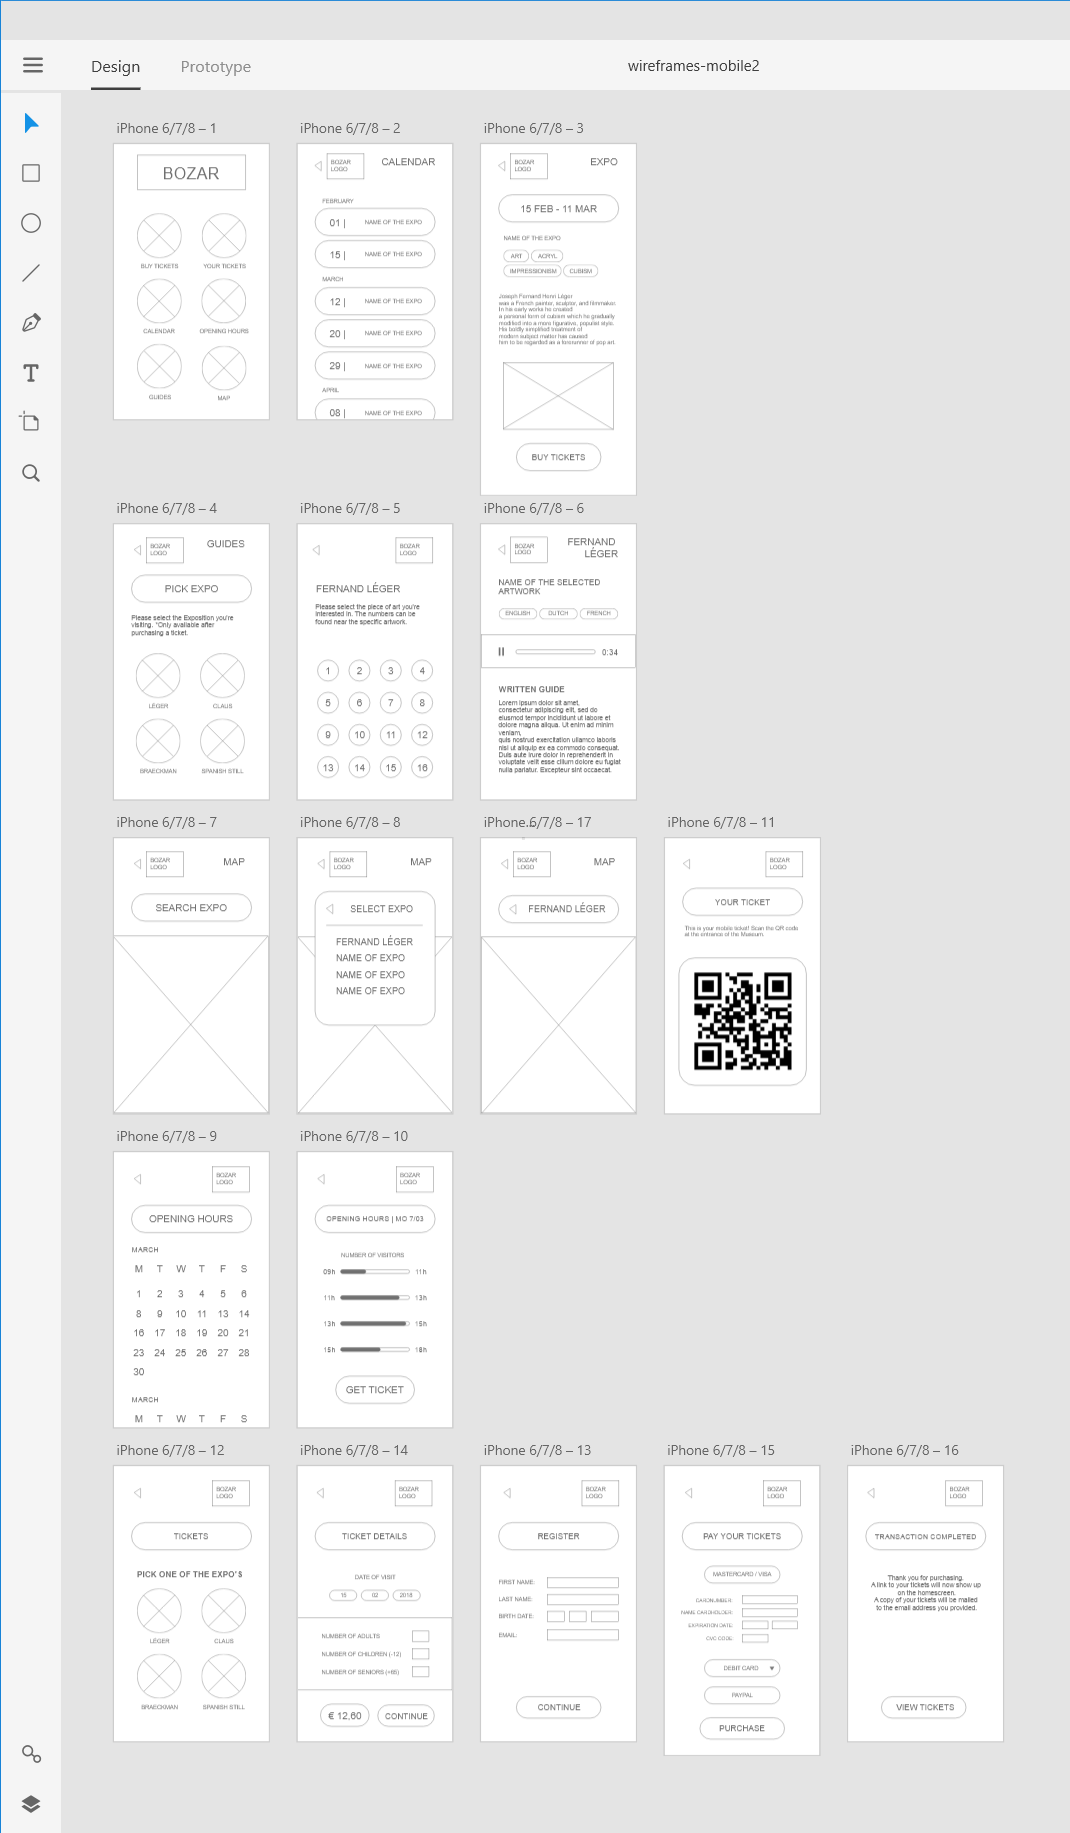 Design
Prototype
wireframes-mobile2
iPhone 6/7/8 – 1
BOZAR
BUY TICKETS
YOUR TICKETS
CALENDAR
OPENING HOURS
GUIDES
MAP
iPhone 6/7/8 – 2
BOZAR
LOGO
CALENDAR
FEBRUARY
01 | NAME OF THE EXPO
15 | NAME OF THE EXPO
MARCH
12 | NAME OF THE EXPO
20 | NAME OF THE EXPO
29 | NAME OF THE EXPO
APRIL
08 | NAME OF THE EXPO
iPhone 6/7/8 – 3
BOZAR
LOGO
EXPO
15 FEB - 11 MAR
NAME OF THE EXPO
ART
ACRYL
IMPRESSIONISM
CUBISM
Joseph Fernand Henri Léger
was a French painter, sculptor, and filmmaker.
In his early works he created
a personal form of cubism which he gradually
modified into a more figurative, populist style.
His boldly simplified treatment of
modern subject matter has caused
him to be regarded as a forerunner of pop art.
BUY TICKETS
iPhone 6/7/8 – 4
BOZAR
LOGO
GUIDES
PICK EXPO
Please select the Exposition you're
visiting. *Only available after
purchasing a ticket.
LÉGER
CLAUS
BRAECKMAN
SPANISH STILL
iPhone 6/7/8 – 5
BOZAR
LOGO
FERNAND LÉGER
Please select the piece of art you're
interested in. The numbers can be
found near the specific artwork.
1 2 3 4
5 6 7 8
9 10 11 12
13 14 15 16
iPhone 6/7/8 – 6
BOZAR
LOGO
FERNAND
LÉGER
NAME OF THE SELECTED
ARTWORK
ENGLISH
DUTCH
FRENCH
0:34
WRITTEN GUIDE
Lorem ipsum dolor sit amet,
consectetur adipiscing elit, sed do
eiusmod tempor incididunt ut labore et
dolore magna aliqua. Ut enim ad minim
veniam,
quis nostrud exercitation ullamco laboris
nisi ut aliquip ex ea commodo consequat.
Duis aute irure dolor in reprehenderit in
voluptate velit esse cillum dolore eu fugiat
nulla pariatur. Excepteur sint occaecat.
iPhone 6/7/8 – 7
BOZAR
LOGO
MAP
SEARCH EXPO
iPhone 6/7/8 – 8
BOZAR
LOGO
MAP
SELECT EXPO
FERNAND LÉGER
NAME OF EXPO
NAME OF EXPO
NAME OF EXPO
iPhone 6/7/8 – 17
BOZAR
LOGO
MAP
FERNAND LÉGER
iPhone 6/7/8 – 11
BOZAR
LOGO
YOUR TICKET
This is your mobile ticket! Scan the QR code
at the entrance of the Museum.
iPhone 6/7/8 – 9
BOZAR
LOGO
OPENING HOURS
MARCH
M T W T F S
1 2 3 4 5 6
8 9 10 11 13 14
16 17 18 19 20 21
23 24 25 26 27 28
30
MARCH
M T W T F S
iPhone 6/7/8 – 10
BOZAR
LOGO
OPENING HOURS | MO 7/03
NUMBER OF VISITORS
09h 11h
11h 13h
13h 15h
15h 18h
GET TICKET
iPhone 6/7/8 – 12
BOZAR
LOGO
TICKETS
PICK ONE OF THE EXPO'S
LÉGER
CLAUS
BRAECKMAN
SPANISH STILL
iPhone 6/7/8 – 14
BOZAR
LOGO
TICKET DETAILS
DATE OF VISIT
15 02 2018
NUMBER OF ADULTS
NUMBER OF CHILDREN (-12)
NUMBER OF SENIORS (+65)
€ 12,60
CONTINUE
iPhone 6/7/8 – 13
BOZAR
LOGO
REGISTER
FIRST NAME:
LAST NAME:
BIRTH DATE:
EMAIL:
CONTINUE
iPhone 6/7/8 – 15
BOZAR
LOGO
PAY YOUR TICKETS
MASTERCARD / VISA
CARDNUMBER:
NAME CARDHOLDER:
EXPIRATION DATE:
CVC CODE:
DEBIT CARD
PAYPAL
PURCHASE
iPhone 6/7/8 – 16
BOZAR
LOGO
TRANSACTION COMPLETED
Thank you for purchasing.
A link to your tickets will now show up
on the homescreen.
A copy of your tickets will be mailed
to the email address you provided.
VIEW TICKETS